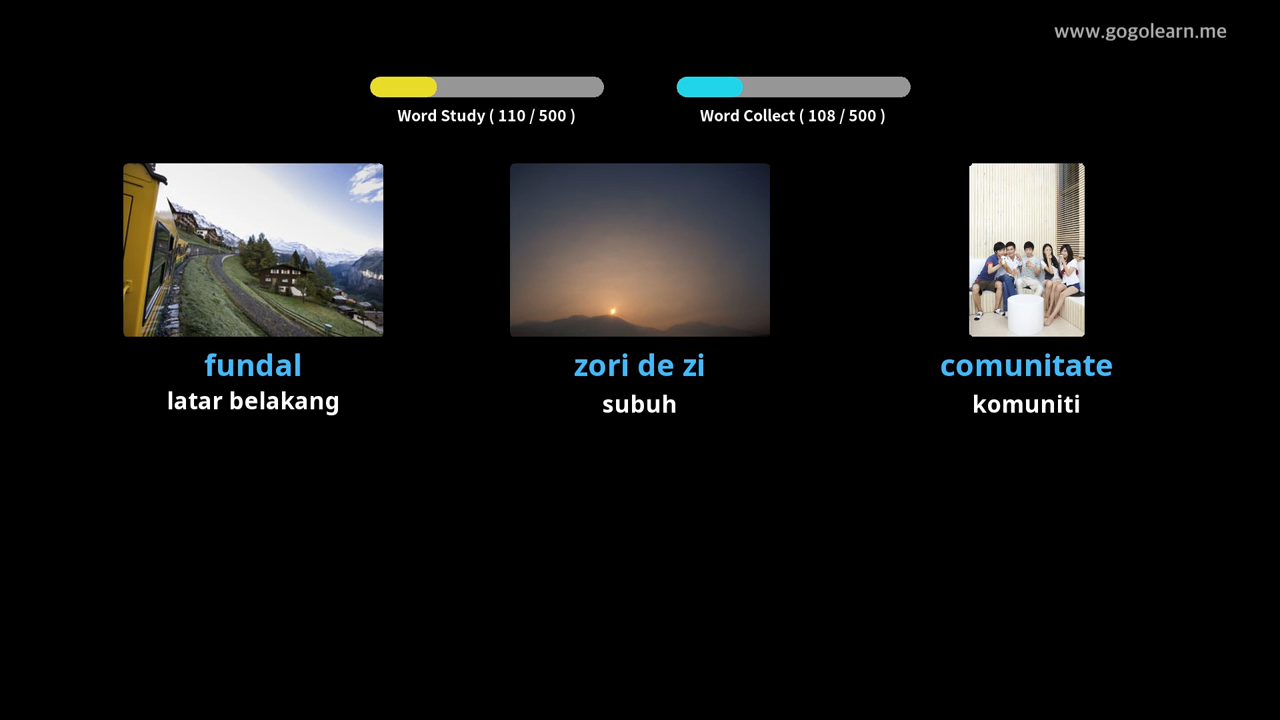 www.gogolearn.me
Word Study ( 110 / 500 )
Word Collect ( 108 / 500 )
fundal
latar belakang
zori de zi
subuh
comunitate
komuniti